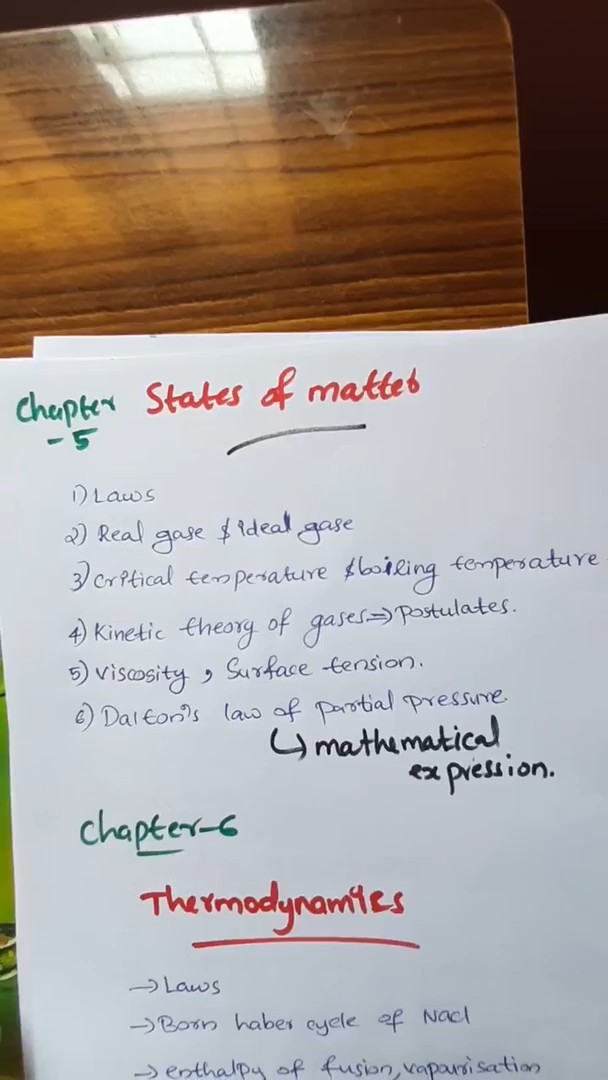 Chapter States of matter
-5
1) Laws
2) Real gase & ideal gase
3) Critical temperature & boiling temperature
4) Kinetic theory of gases => Postulates.
5) Viscosity, Surface tension.
6) Dalton's law of partial pressure
↳ mathematical
expression.
Chapter-6
Thermodynamics
→ Laws
→ Born haber cycle of Nacl
→ enthalpy of fusion, vapourisation